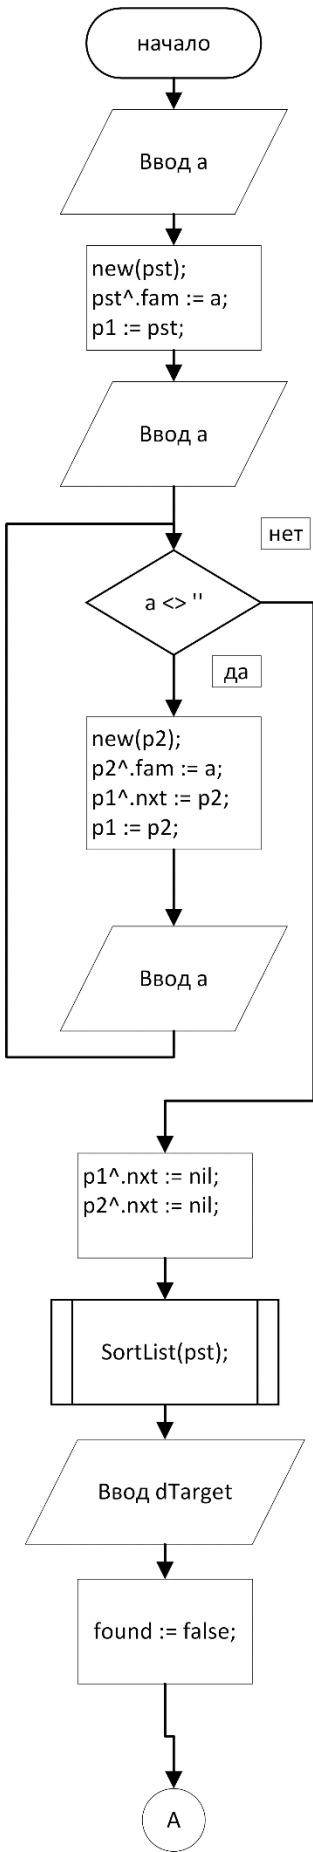 начало
Ввод a
new(pst);
pst^.fam := a;
p1 := pst;
Ввод a
нет
a <> ''
да
new(p2);
p2^.fam := a;
p1^.nxt := p2;
p1 := p2;
Ввод a
p1^.nxt := nil;
p2^.nxt := nil;
SortList(pst);
Ввод dTarget
found := false;
A